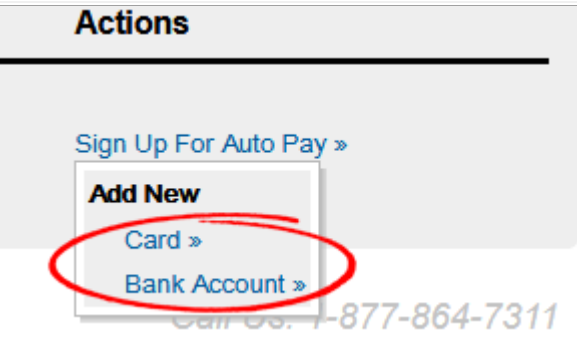 Actions
Sign Up For Auto Pay »
Add New
Card »
Bank Account »
Call Us: 1-877-864-7311